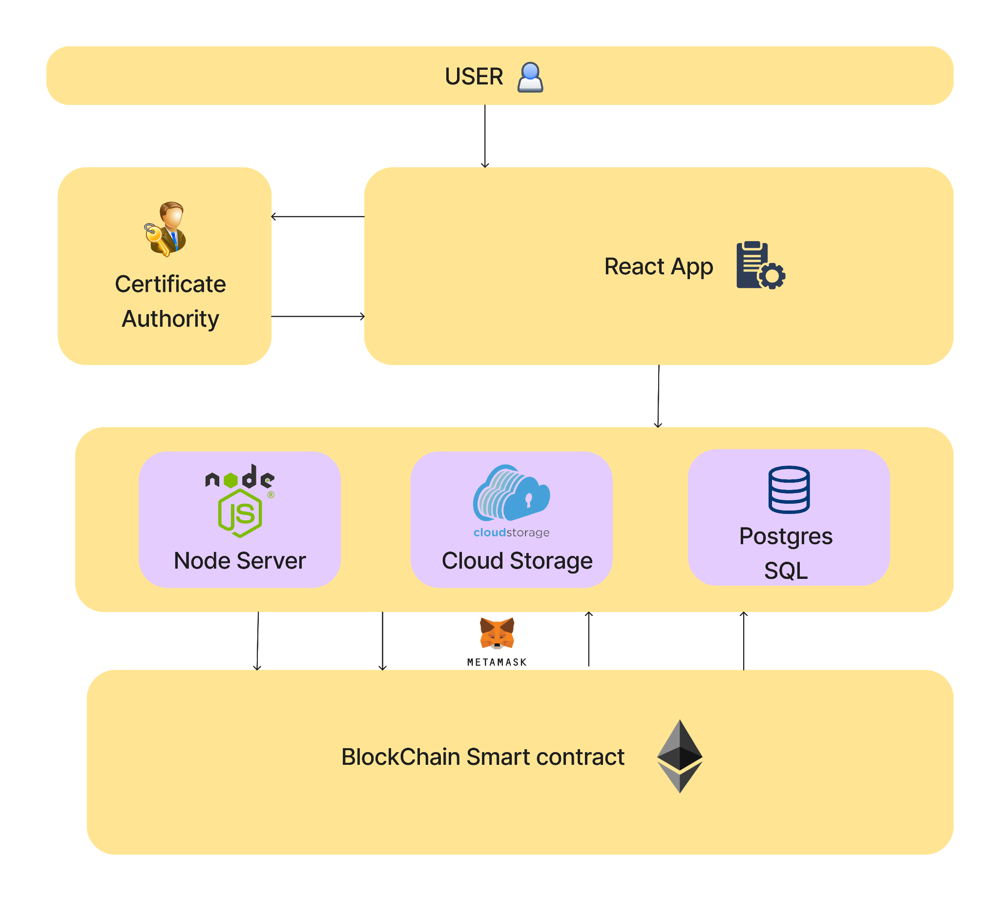 USER
Certificate
Authority
React App
node
JS
®
Node Server
cloudstorage
Cloud Storage
Postgres
SQL
METAMASK
BlockChain Smart contract